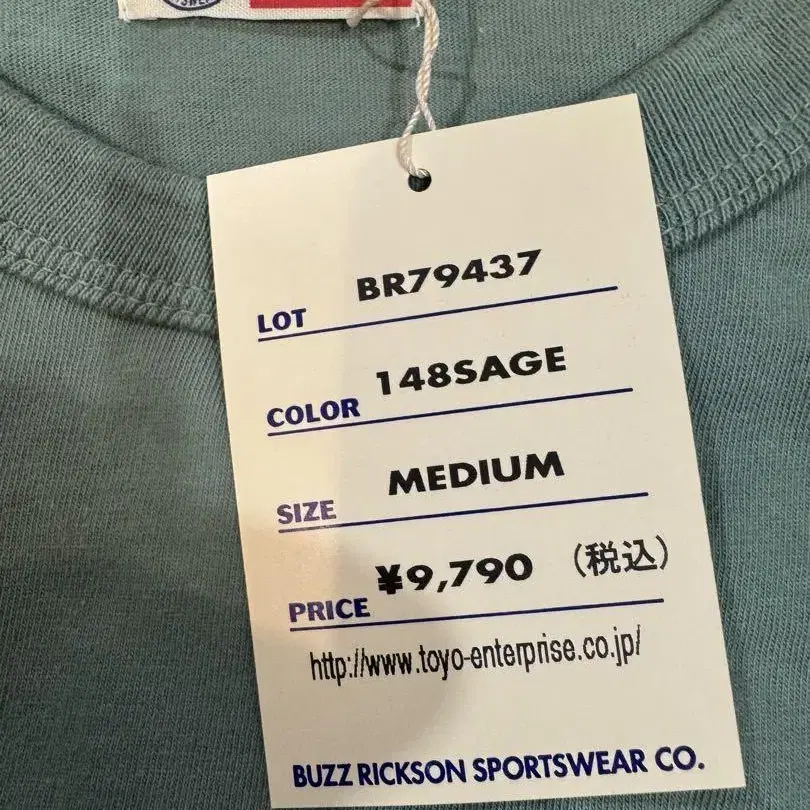 LOT BR79437
COLOR 148SAGE
SIZE MEDIUM
PRICE ¥9,790 (税込)
http://www.toyo-enterprise.co.jp/
BUZZ RICKSON SPORTSWEAR CO.